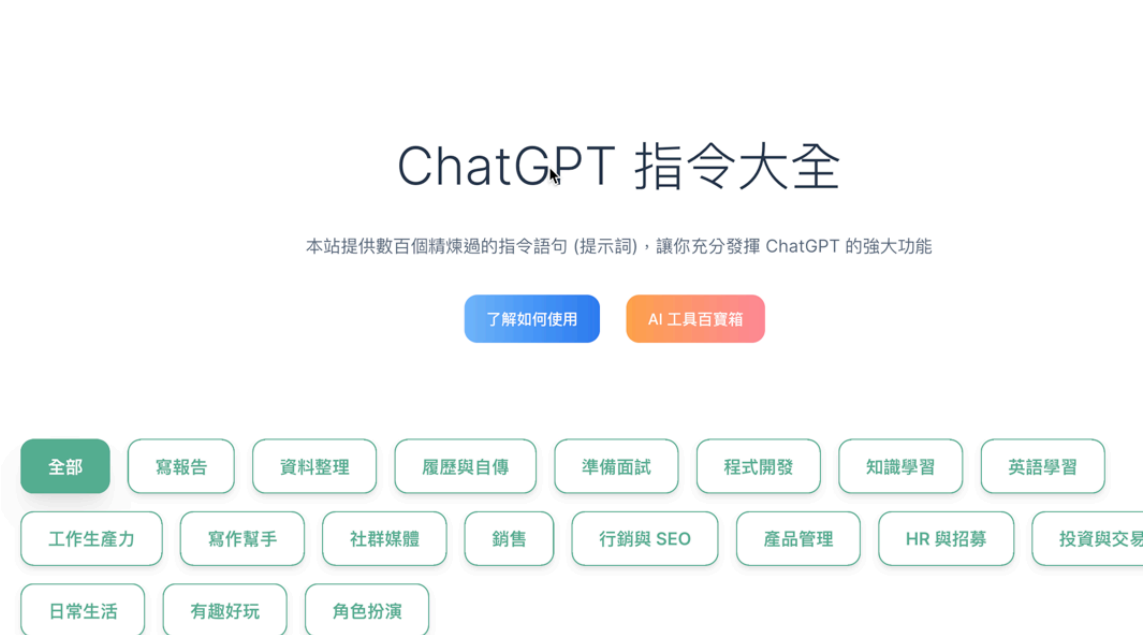 ChatGPT 指令大全
本站提供數百個精煉過的指令語句 (提示詞)，讓你充分發揮 ChatGPT 的強大功能
了解如何使用 AI 工具百寶箱
全部 寫報告 資料整理 履歷與自傳 準備面試 程式開發 知識學習 英語學習
工作生產力 寫作幫手 社群媒體 銷售 行銷與 SEO 產品管理 HR 與招募 投資與交易
日常生活 有趣好玩 角色扮演